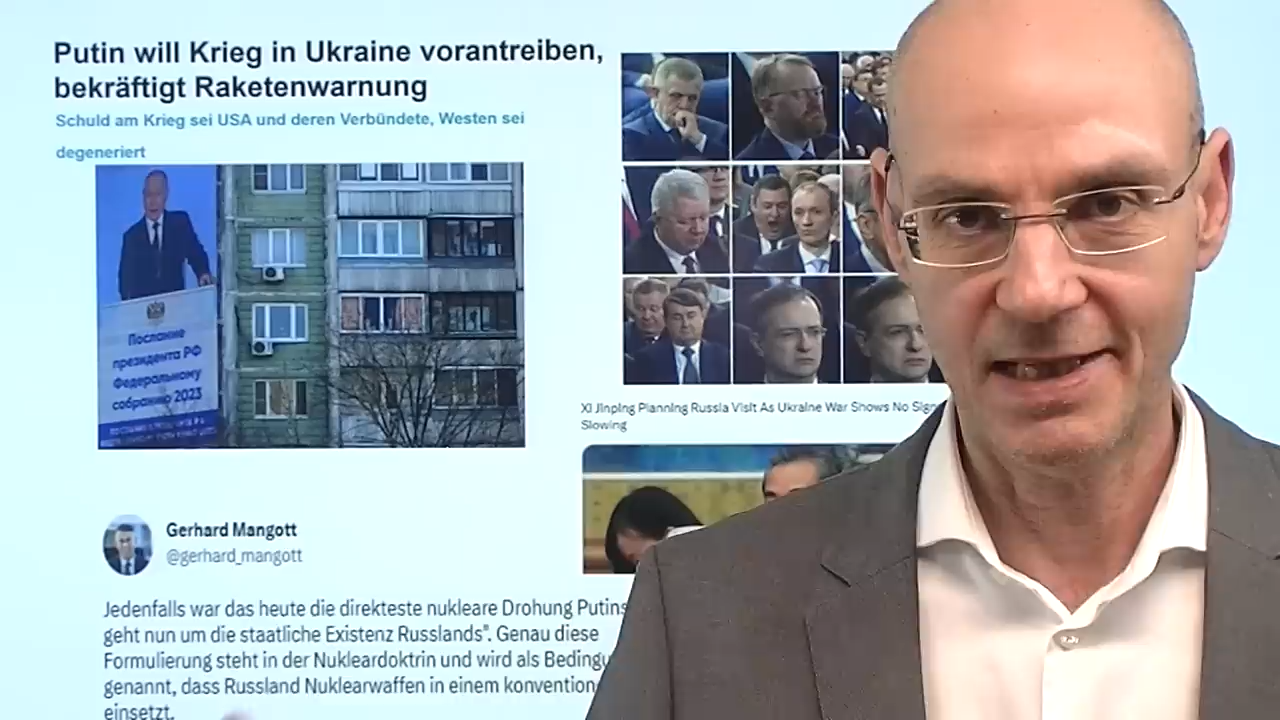 Putin will Krieg in Ukraine vorantreiben,
bekräftigt Raketenwarnung
Schuld am Krieg sei USA und deren Verbündete, Westen sei
degeneriert
Послание
президента РФ
Федеральному
собранию 2023
Xi Jinping Planning Russia Visit As Ukraine War Shows No
Slowing
Gerhard Mangott
@gerhard_mangott
Jedenfalls war das heute die direkteste nukleare Drohung Putins
geht nun um die staatliche Existenz Russlands". Genau diese
Formulierung steht in der Nukleardoktrin und wird als
genannt, dass Russland Nuklearwaffen in einem
einsetzt.